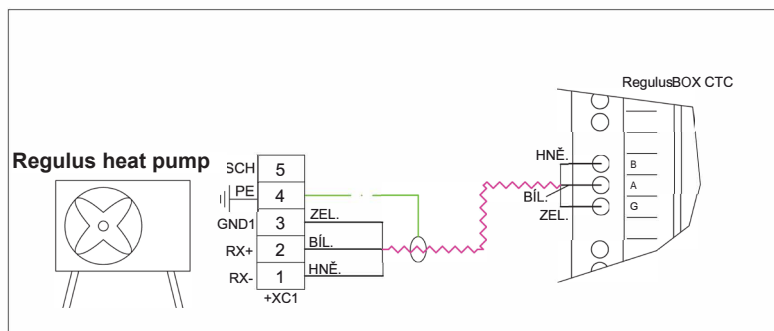 RegulusBOX CTC
Regulus heat pump
SCH 5
PE 4
GND1 3 ZEL.
RX+ 2 BÍL.
RX- 1 HNĚ.
+XC1
HNĚ. B
BÍL. A
ZEL. G